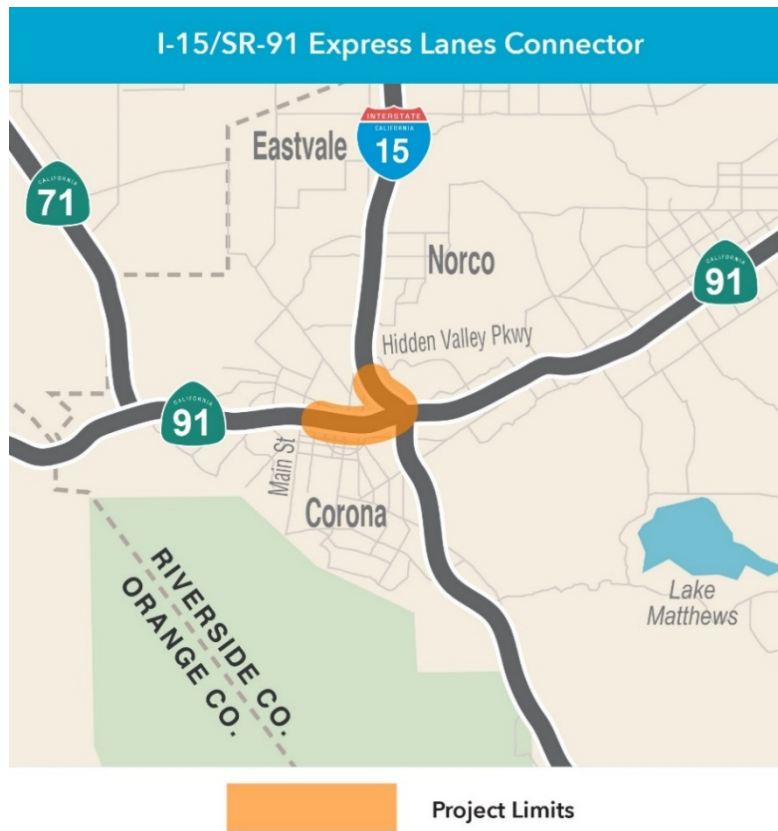 I-15/SR-91 Express Lanes Connector
INTERSTATE
CALIFORNIA
15
Eastvale
CALIFORNIA
71
Norco
CALIFORNIA
91
Hidden Valley Pkwy
CALIFORNIA
91
Main St
Corona
Lake
Matthews
RIVERSIDE CO.
ORANGE CO.
Project Limits